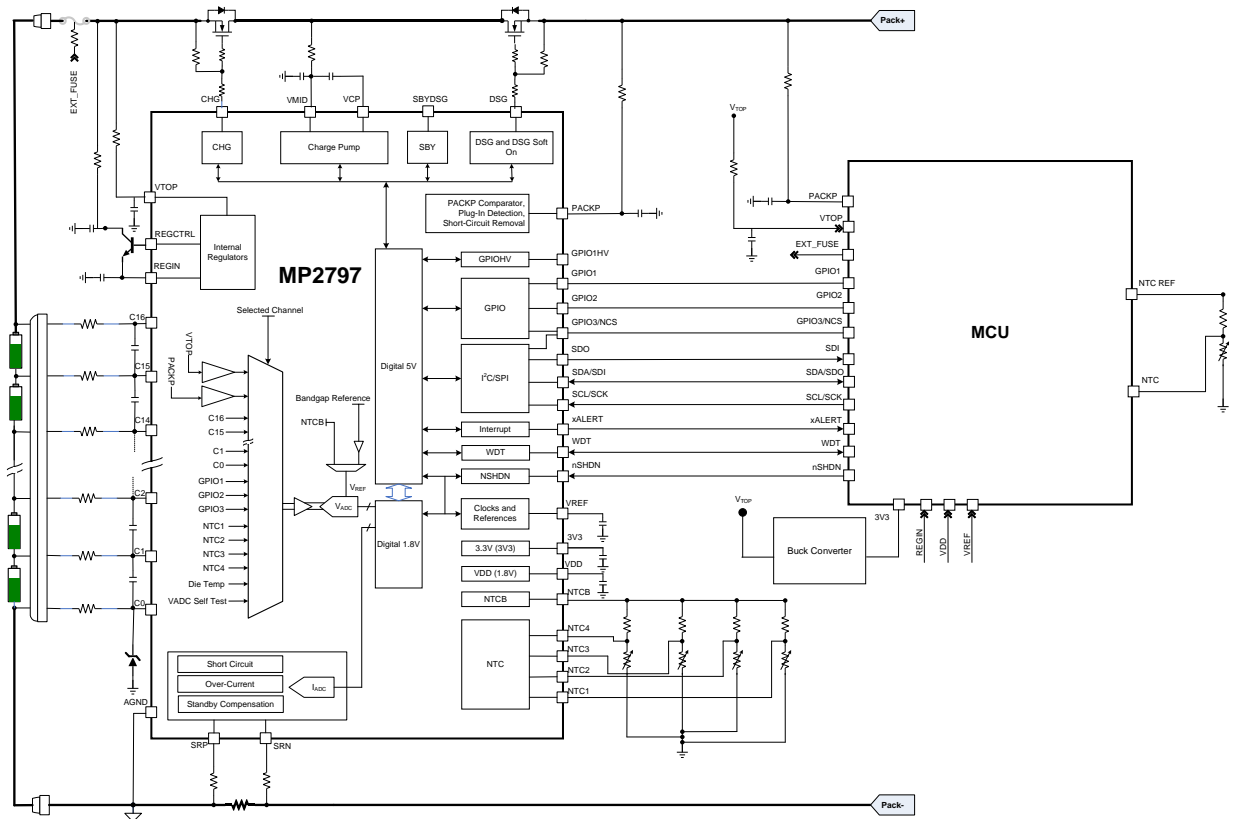 Pack+
EXT_FUSE
CHG
VMID
VCP
SBYDSG
DSG
CHG
Charge Pump
SBY
DSG and DSG Soft
On
VTOP
REGCTRL
REGIN
Internal
Regulators
MP2797
PACKP Comparator,
Plug-In Detection,
Short-Circuit Removal
PACKP
GPIOHV
GPIO1HV
GPIO
GPIO1
GPIO2
GPIO3/NCS
I²C/SPI
SDO
SDA/SDI
SCL/SCK
Interrupt
xALERT
WDT
WDT
NSHDN
nSHDN
Clocks and
References
VREF
3.3V (3V3)
3V3
VDD (1.8V)
VDD
NTCB
NTCB
NTC
NTC4
NTC3
NTC2
NTC1
Digital 5V
Digital 1.8V
Selected Channel
VTOP
PACKP
C16
C15
C1
C0
GPIO1
GPIO2
GPIO3
NTC1
NTC2
NTC3
NTC4
Die Temp
VADC Self Test
Bandgap Reference
NTCB
VREF
VADC
C16
C15
C14
C2
C1
C0
AGND
Short Circuit
Over-Current
Standby Compensation
IADC
SRP
SRN
VTOP
MCU
PACKP
VTOP
EXT_FUSE
GPIO1
GPIO2
GPIO3/NCS
SDI
SDA/SDO
SCL/SCK
xALERT
WDT
nSHDN
NTC REF
NTC
3V3
REGIN
VDD
VREF
VTOP
Buck Converter
Pack-